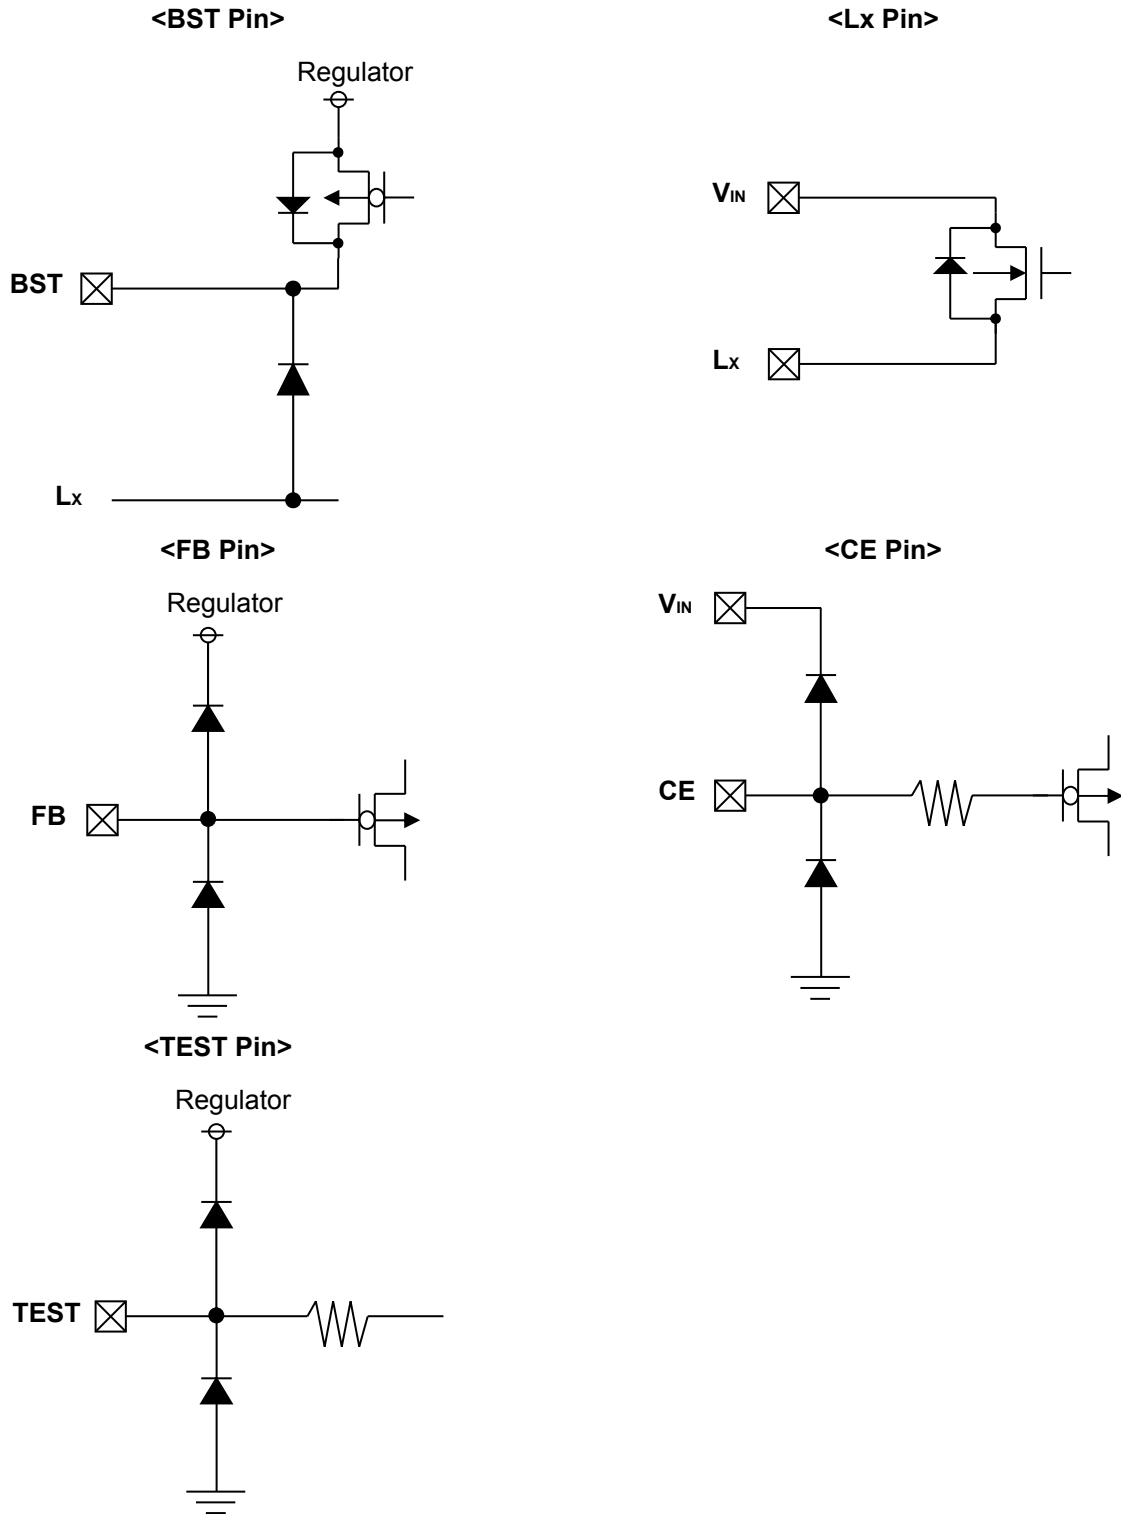 <BST Pin>
Regulator
BST
Lx
<Lx Pin>
VIN
Lx
<FB Pin>
Regulator
FB
<CE Pin>
VIN
CE
<TEST Pin>
Regulator
TEST